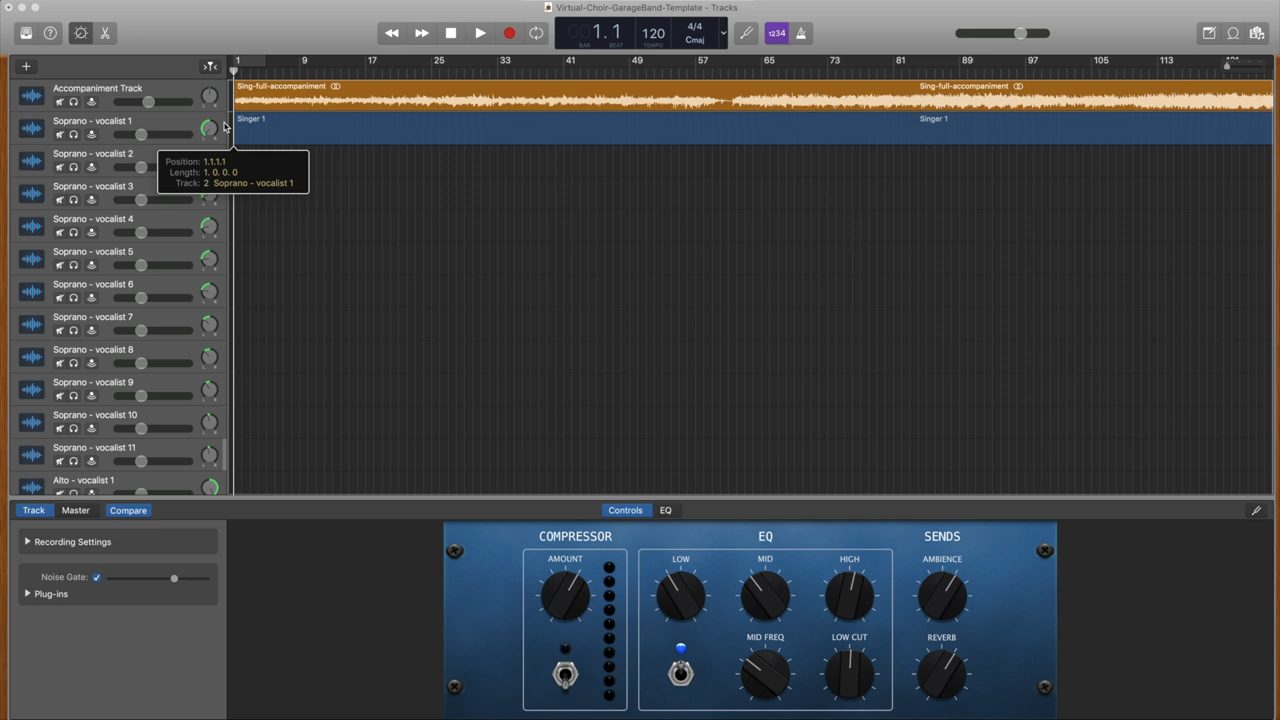 Virtual-Choir-GarageBand-Template - Tracks
1.1
BAR BEAT
120
TEMPO
4/4
Cmaj
1234
1 9 17 25 33 41 49 57 65 73 81 89 97 105 113 121
Accompaniment Track
Sing-full-accompaniment
Sing-full-accompaniment
Soprano - vocalist 1
Singer 1
Singer 1
Soprano - vocalist 2
Position: 1.1.1.1
Length: 1. 0. 0. 0
Track: 2 Soprano - vocalist 1
Soprano - vocalist 3
Soprano - vocalist 4
Soprano - vocalist 5
Soprano - vocalist 6
Soprano - vocalist 7
Soprano - vocalist 8
Soprano - vocalist 9
Soprano - vocalist 10
Soprano - vocalist 11
Alto - vocalist 1
Track Master Compare
Controls EQ
Recording Settings
Noise Gate:
Plug-ins
COMPRESSOR EQ SENDS
AMOUNT LOW MID HIGH AMBIENCE
MID FREQ LOW CUT REVERB